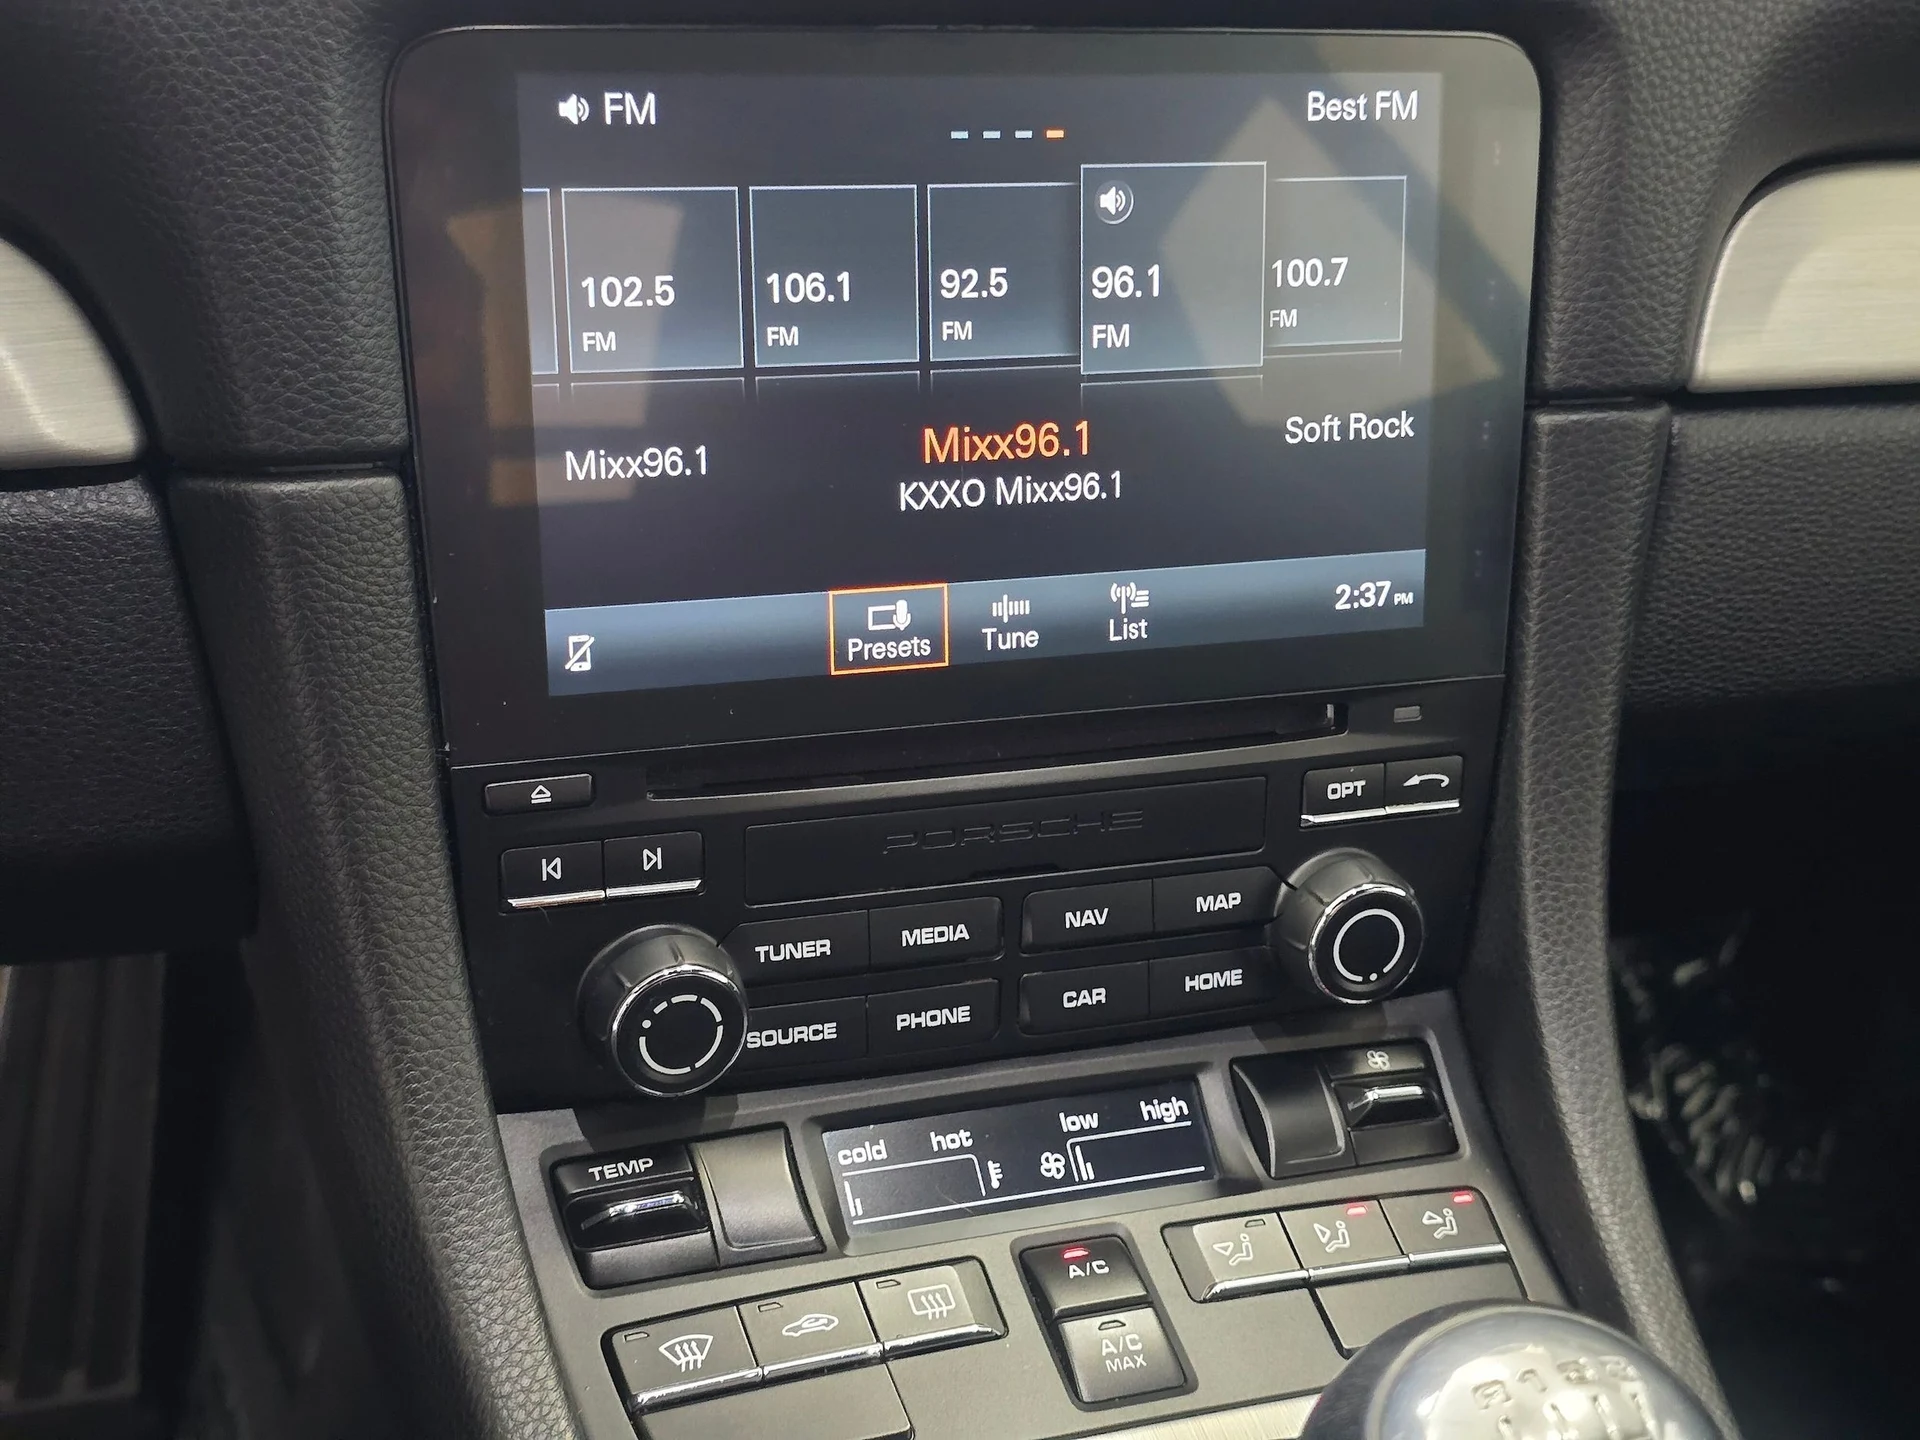 FM
Best FM
102.5
FM
106.1
FM
92.5
FM
96.1
FM
100.7
FM
Mixx96.1
Mixx96.1
Soft Rock
KXXO Mixx96.1
Presets
Tune
List
2:37 PM
OPT
PORSCHE
TUNER
MEDIA
NAV
MAP
SOURCE
PHONE
CAR
HOME
TEMP
cold
hot
low
high
A/C
A/C
MAX